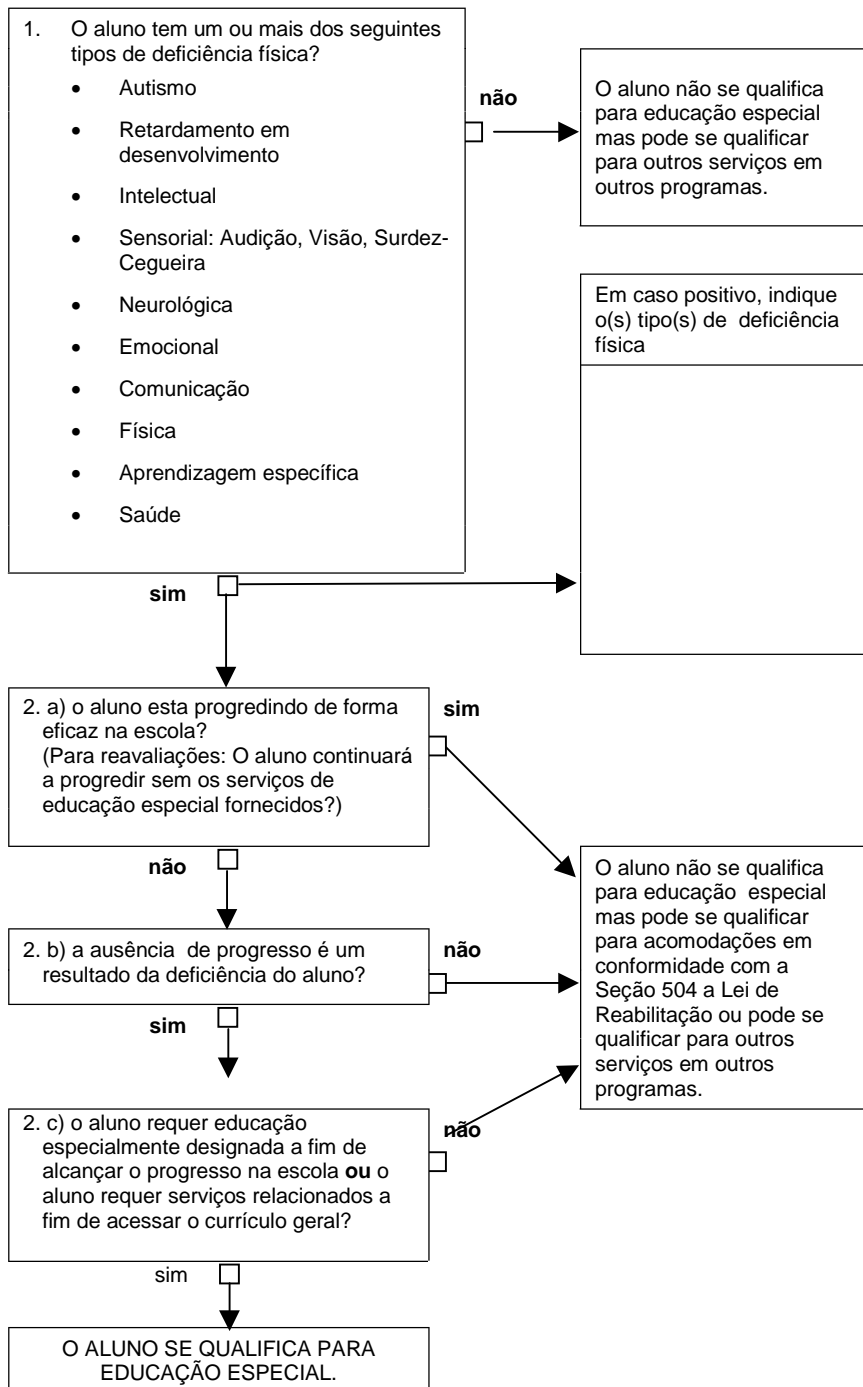 1. O aluno tem um ou mais dos seguintes
tipos de deficiência física?
• Autismo
• Retardamento em
desenvolvimento
• Intelectual
• Sensorial: Audição, Visão, Surdez-
Cegueira
• Neurológica
• Emocional
• Comunicação
• Física
• Aprendizagem específica
• Saúde
não
O aluno não se qualifica
para educação especial
mas pode se qualificar
para outros serviços em
outros programas.
Em caso positivo, indique
o(s) tipo(s) de deficiência
física
sim
2. a) o aluno esta progredindo de forma
eficaz na escola?
(Para reavaliações: O aluno continuará
a progredir sem os serviços de
educação especial fornecidos?)
sim
não
2. b) a ausência de progresso é um
resultado da deficiência do aluno?
não
sim
O aluno não se qualifica
para educação especial
mas pode se qualificar
para acomodações em
conformidade com a
Seção 504 a Lei de
Reabilitação ou pode se
qualificar para outros
serviços em outros
programas.
2. c) o aluno requer educação
especialmente designada a fim de
alcançar o progresso na escola ou o
aluno requer serviços relacionados a
fim de acessar o currículo geral?
não
sim
O ALUNO SE QUALIFICA PARA
EDUCAÇÃO ESPECIAL.